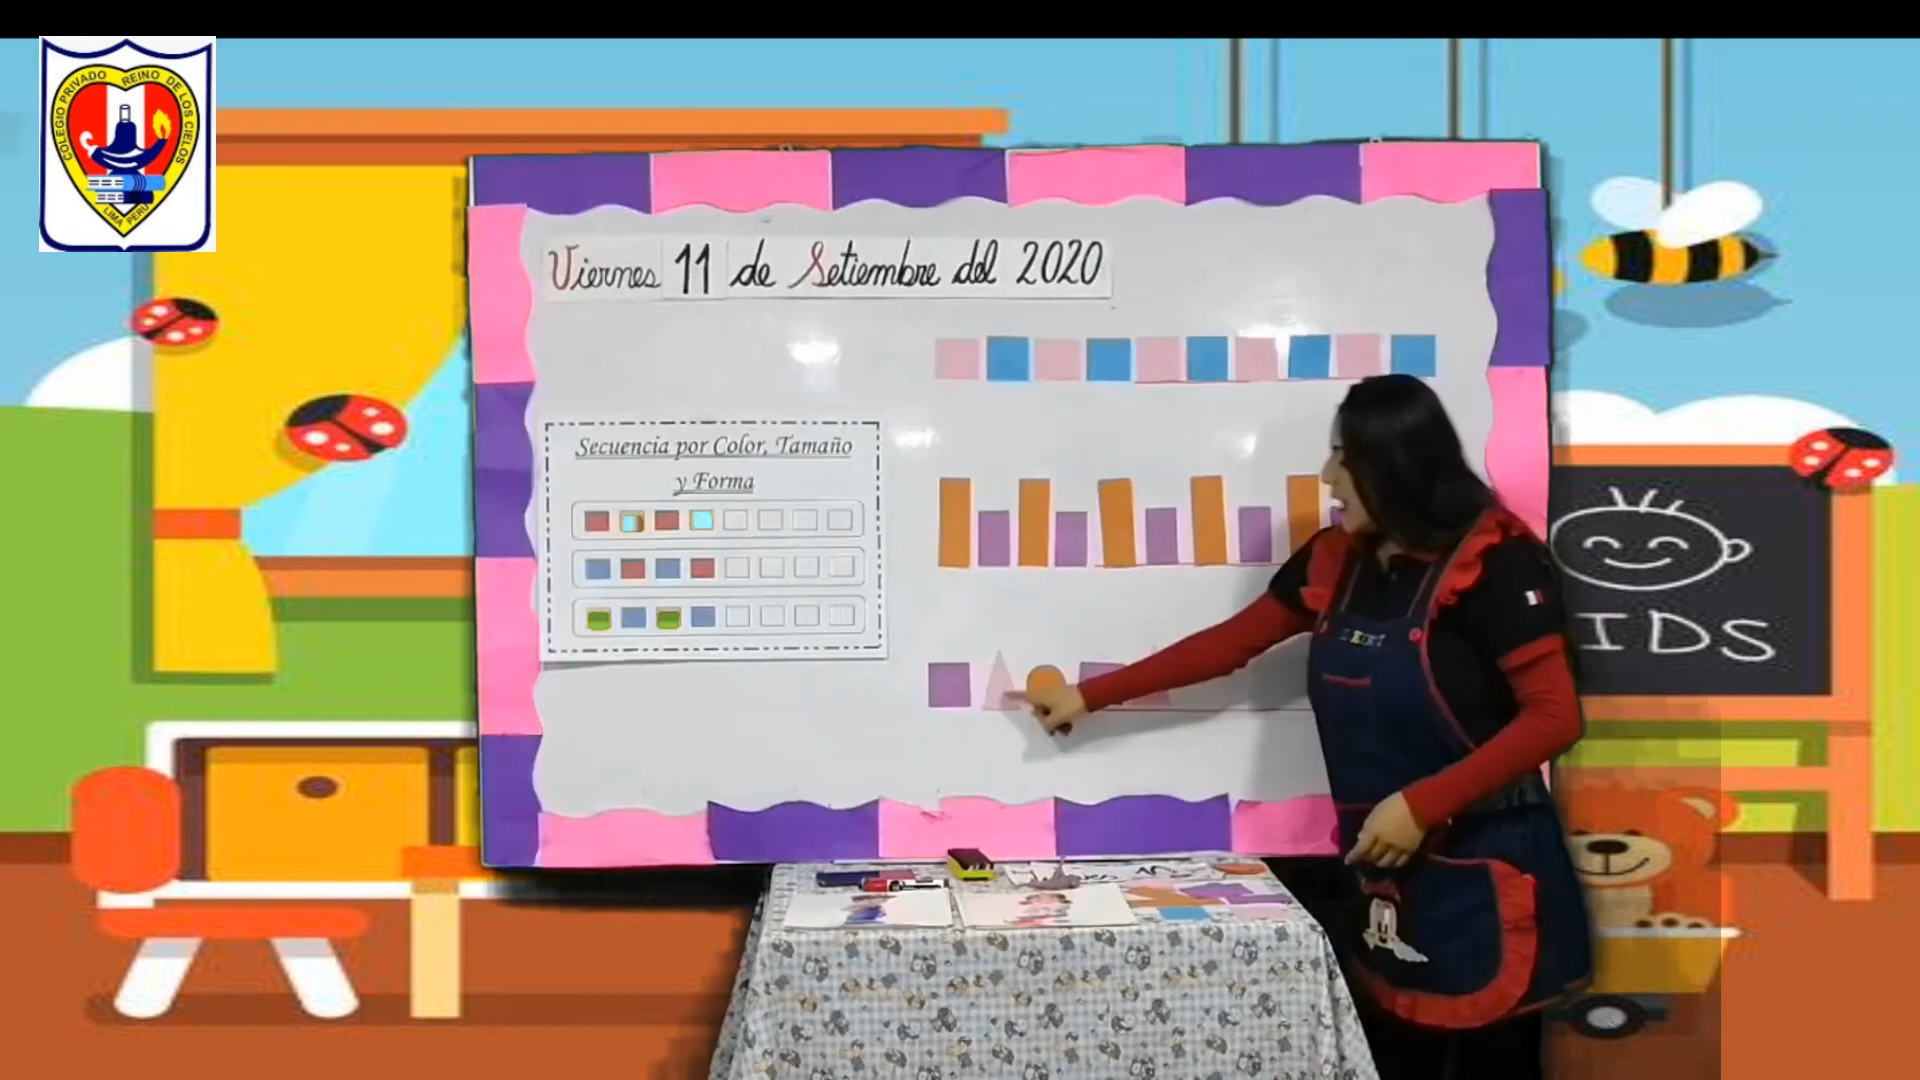 COLEGIO PRIVADO REINO DE LOS CIELOS
LIMA PERU
Viernes 11 de Setiembre del 2020
Secuencia por Color, Tamaño
y Forma
IDS